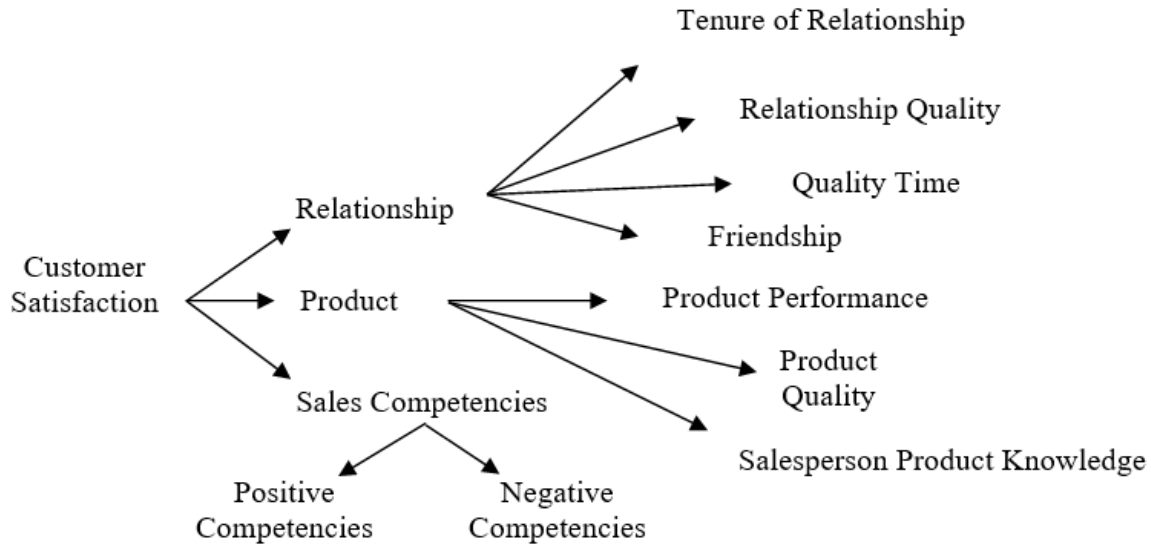 Tenure of Relationship
Relationship Quality
Quality Time
Relationship
Friendship
Customer
Satisfaction
Product
Product Performance
Product
Quality
Sales Competencies
Salesperson Product Knowledge
Positive
Competencies
Negative
Competencies